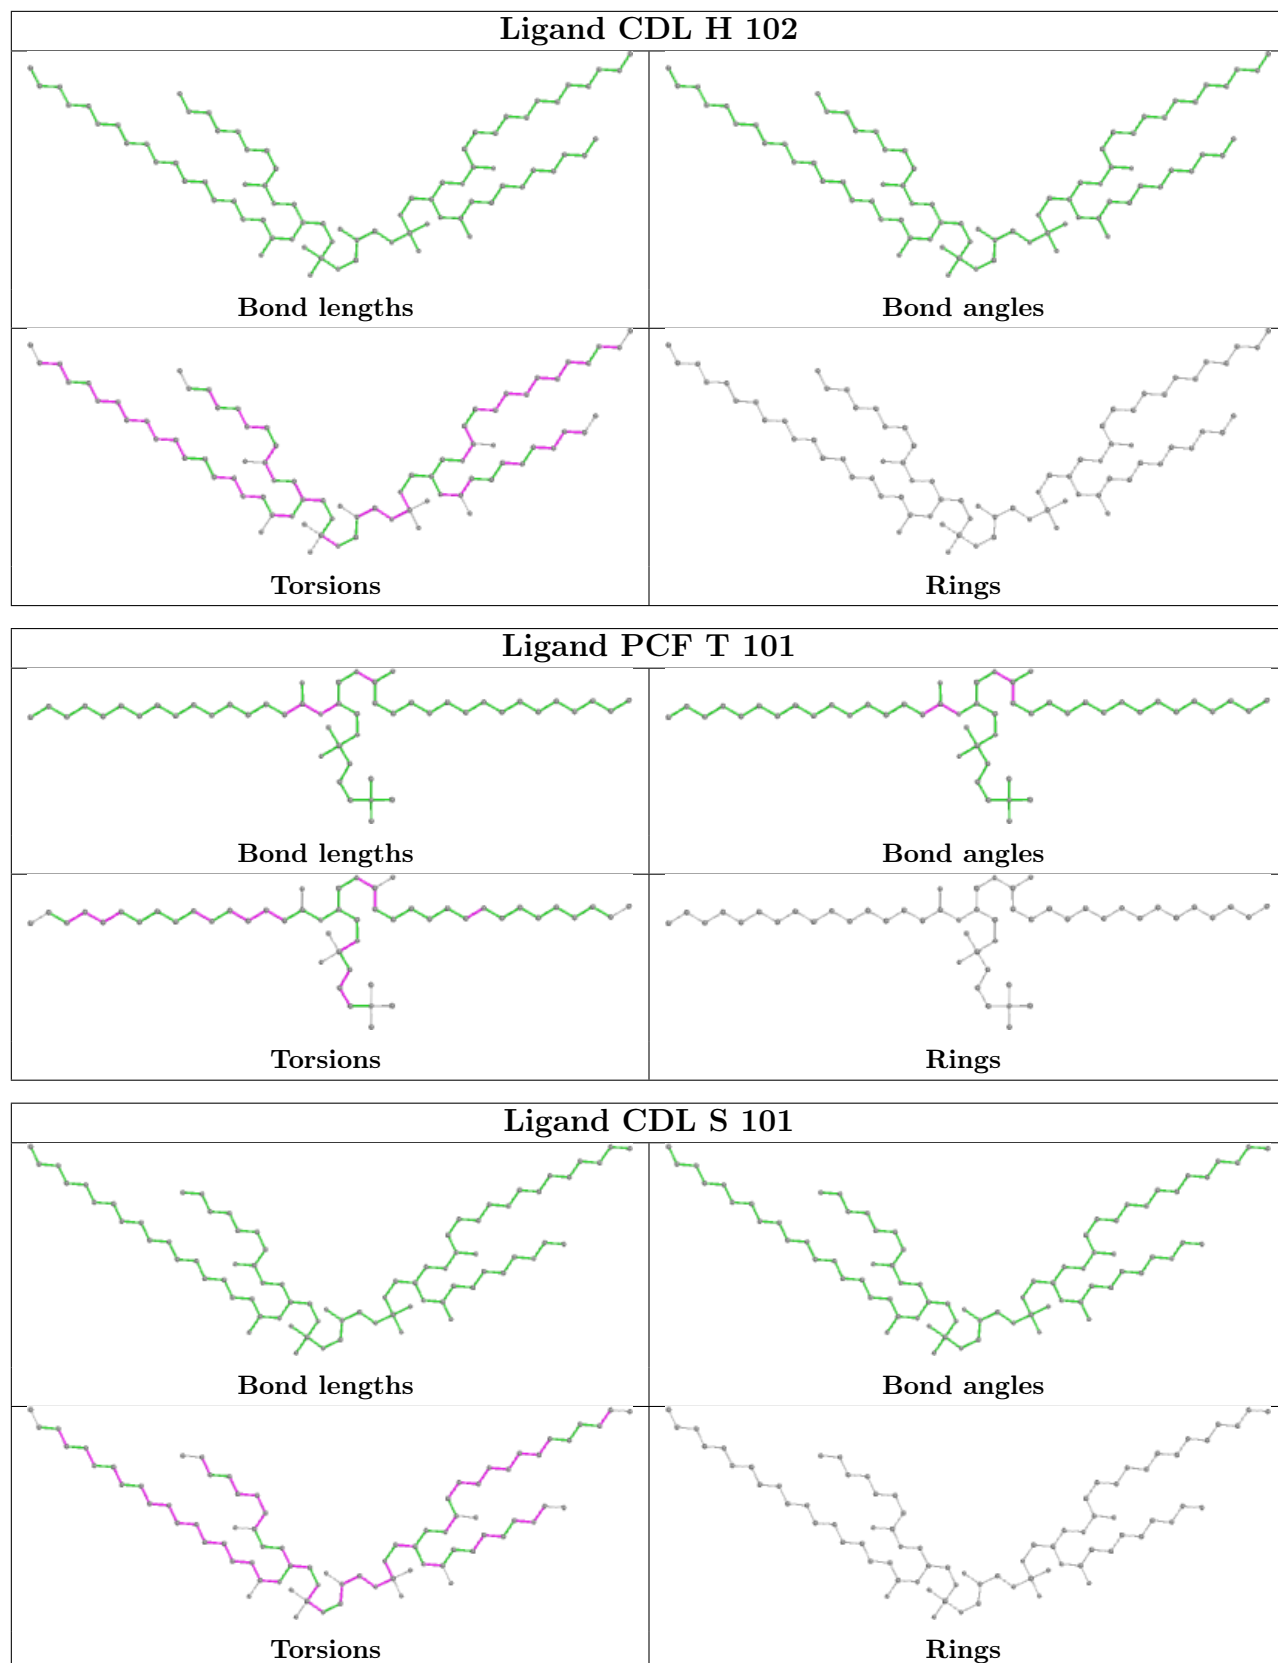 Ligand CDL H 102
Bond lengths
Bond angles
Torsions
Rings
Ligand PCF T 101
Bond lengths
Bond angles
Torsions
Rings
Ligand CDL S 101
Bond lengths
Bond angles
Torsions
Rings